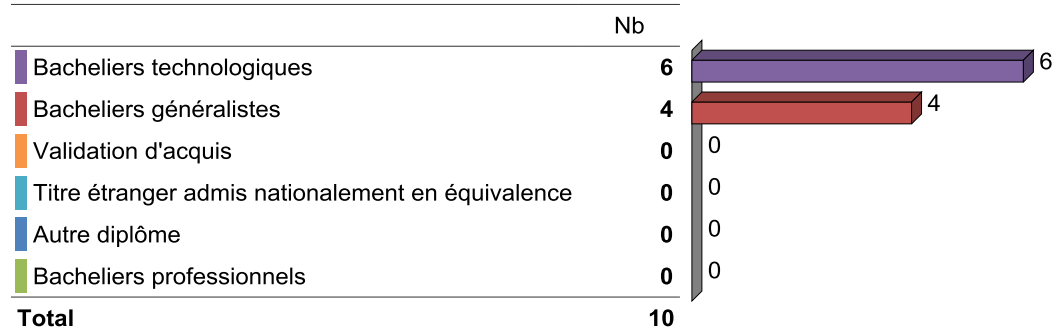 Nb
Bacheliers technologiques 6 6
Bacheliers généralistes 4 4
Validation d'acquis 0 0
Titre étranger admis nationalement en équivalence 0 0
Autre diplôme 0 0
Bacheliers professionnels 0 0
Total 10